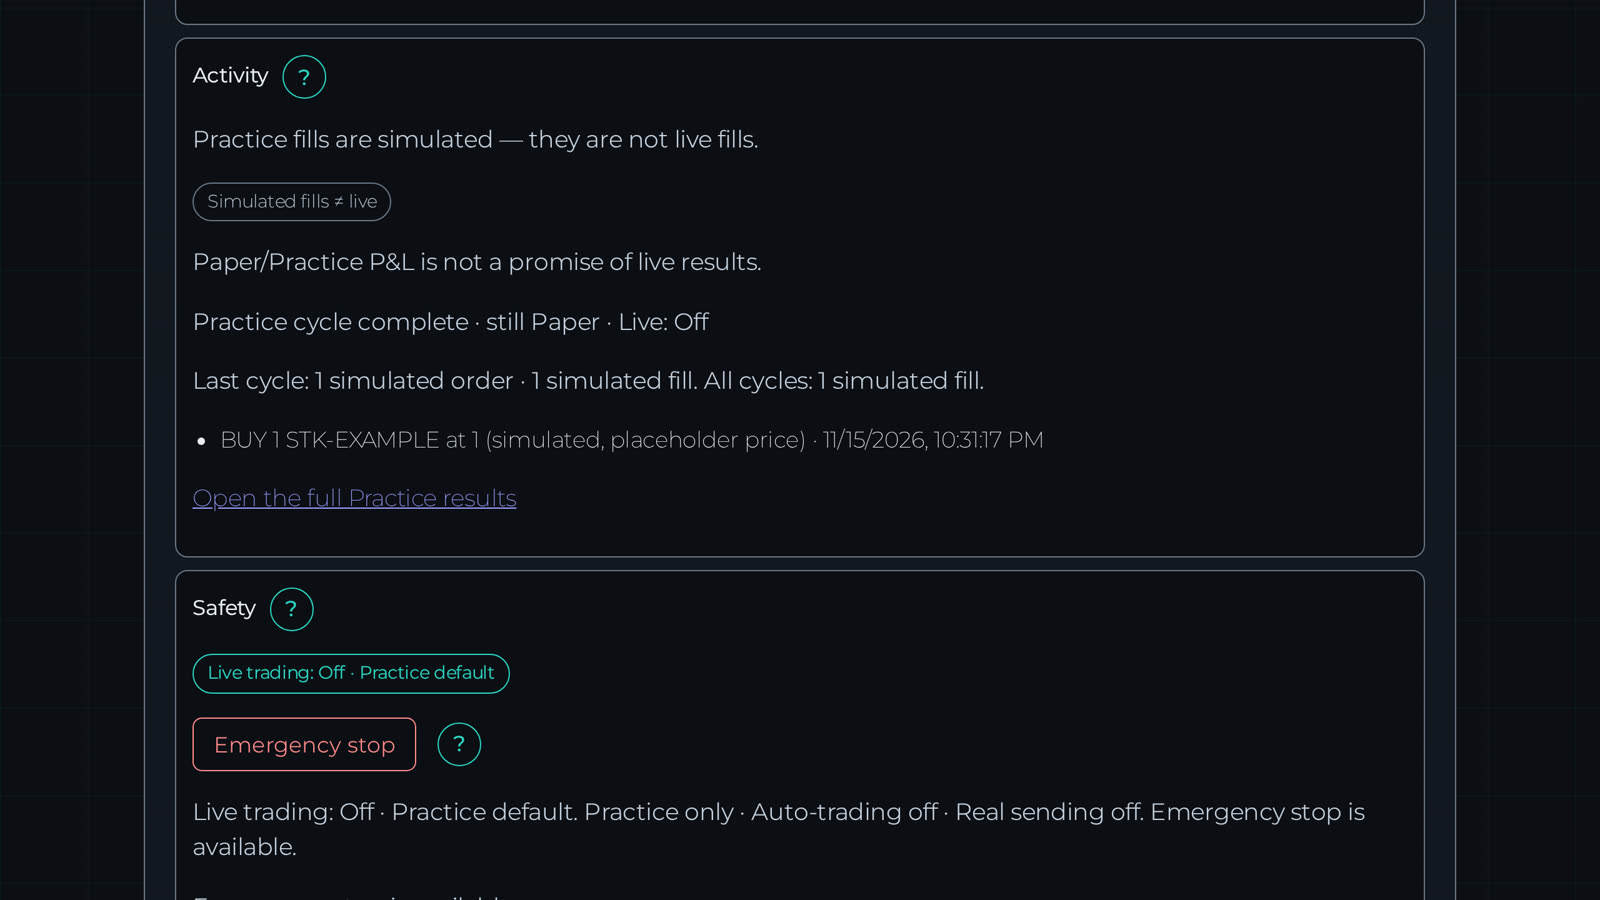 Activity ?
Practice fills are simulated — they are not live fills.
Simulated fills ≠ live
Paper/Practice P&L is not a promise of live results.
Practice cycle complete · still Paper · Live: Off
Last cycle: 1 simulated order · 1 simulated fill. All cycles: 1 simulated fill.
• BUY 1 STK-EXAMPLE at 1 (simulated, placeholder price) · 11/15/2026, 10:31:17 PM
Open the full Practice results
Safety ?
Live trading: Off · Practice default
Emergency stop ?
Live trading: Off · Practice default. Practice only · Auto-trading off · Real sending off. Emergency stop is
available.